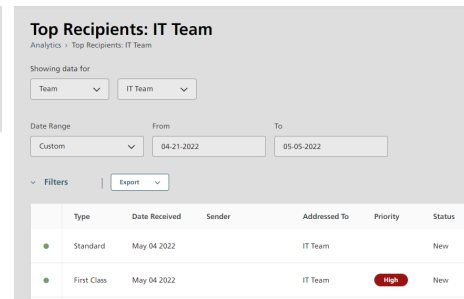 Top Recipients: IT Team
Analytics › Top Recipients: IT Team
Showing data for
Team IT Team
Date Range From To
Custom 04-21-2022 05-05-2022
Filters | Export
Type Date Received Sender Addressed To Priority Status
Standard May 04 2022 IT Team New
First Class May 04 2022 IT Team High New